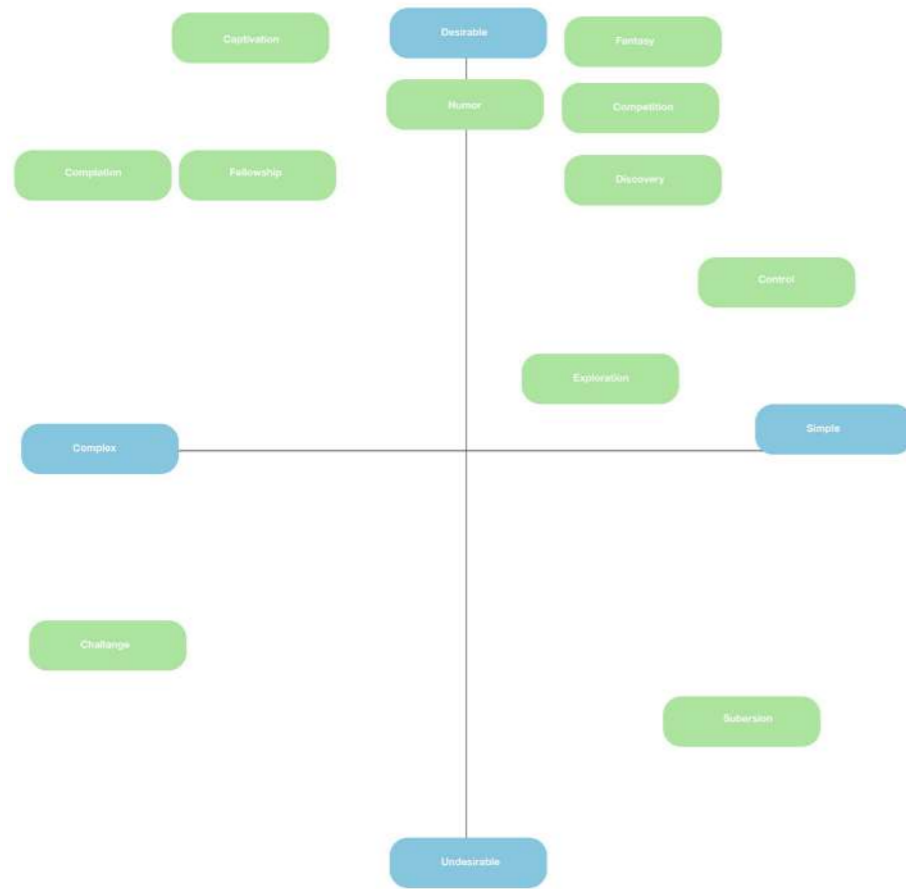 Captivation
Desirable
Fantasy
Humor
Competition
Completion
Fellowship
Discovery
Control
Exploration
Complex
Simple
Challange
Subersion
Undesirable